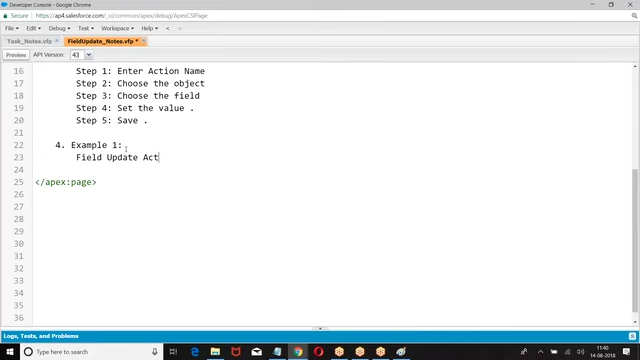 Developer Console - Google Chrome
Secure https://ap4.salesforce.com/_ui/common/apex/debug/ApexCSIPage
File Edit Debug Test Workspace Help < >
Task_Notes.vfp FieldUpdate_Notes.vfp *
Preview API Version: 43
16 Step 1: Enter Action Name
17 Step 2: Choose the object
18 Step 3: Choose the field
19 Step 4: Set the value .
20 Step 5: Save .
21
22 4. Example 1:
23 Field Update Act
24
25 </apex:page>
26
27
28
29
30
31
32
33
34
35
36
Logs, Tests, and Problems
Type here to search
11:40
14-08-2018